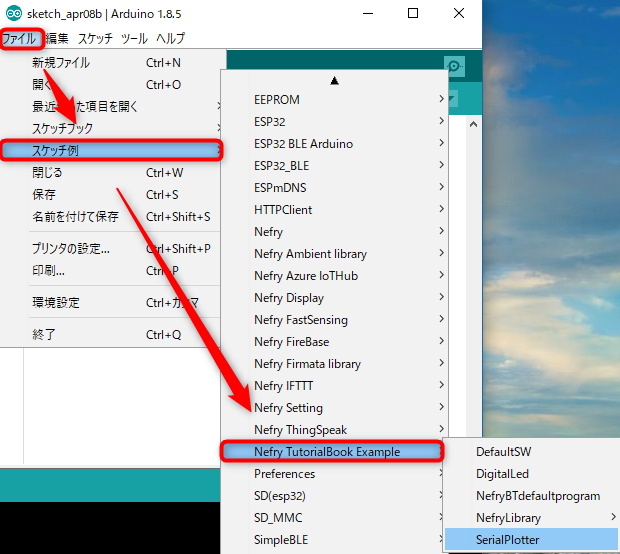 sketch_apr08b | Arduino 1.8.5
ファイル 編集 スケッチ ツール ヘルプ
新規ファイル Ctrl+N
開く Ctrl+O
最近 た項目を開く
スケッチブック
スケッチ例
閉じる Ctrl+W
保存 Ctrl+S
名前を付けて保存 Ctrl+Shift+S
プリンタの設定... Ctrl+Shift+P
印刷... Ctrl+P
環境設定 Ctrl+カンマ
終了 Ctrl+Q
EEPROM
ESP32
ESP32 BLE Arduino
ESP32_BLE
ESPmDNS
HTTPClient
Nefry
Nefry Ambient library
Nefry Azure IoTHub
Nefry Display
Nefry FastSensing
Nefry FireBase
Nefry Firmata library
Nefry IFTTT
Nefry Setting
Nefry ThingSpeak
Nefry TutorialBook Example
Preferences
SD(esp32)
SD_MMC
SimpleBLE
DefaultSW
DigitalLed
NefryBTdefaultprogram
NefryLibrary
SerialPlotter